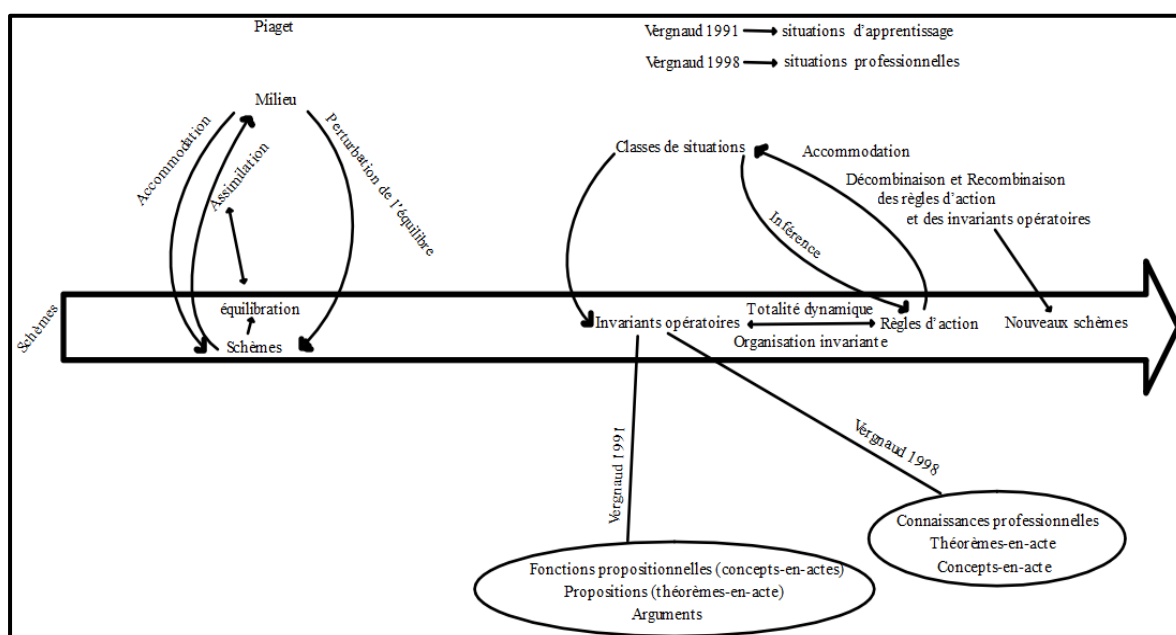 Piaget
Vergnaud 1991 situations d'apprentissage
Vergnaud 1998 situations professionnelles
Milieu
Accommodation
Assimilation
Perturbation de l'équilibre
Classes de situations
Accommodation
Décombinaison et Recombinaison
des règles d'action
et des invariants opératoires
Inférence
Schèmes
équilibration
Schèmes
Invariants opératoires
Totalité dynamique
Organisation invariante
Règles d'action
Nouveaux schèmes
Vergnaud 1991
Vergnaud 1998
Fonctions propositionnelles (concepts-en-actes)
Propositions (théorèmes-en-acte)
Arguments
Connaissances professionnelles
Théorèmes-en-acte
Concepts-en-acte